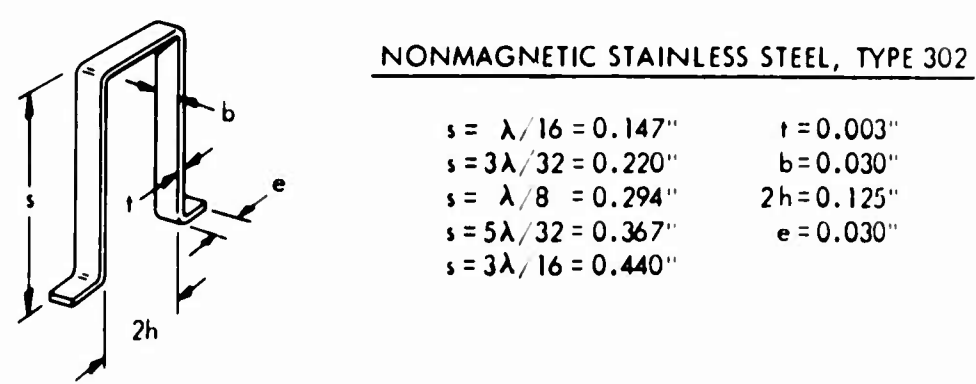 NONMAGNETIC STAINLESS STEEL, TYPE 302
s = λ/16 = 0.147"
s = 3λ/32 = 0.220"
s = λ/8 = 0.294"
s = 5λ/32 = 0.367"
s = 3λ/16 = 0.440"
t = 0.003"
b = 0.030"
2h = 0.125"
e = 0.030"
b
s
e
t
2h